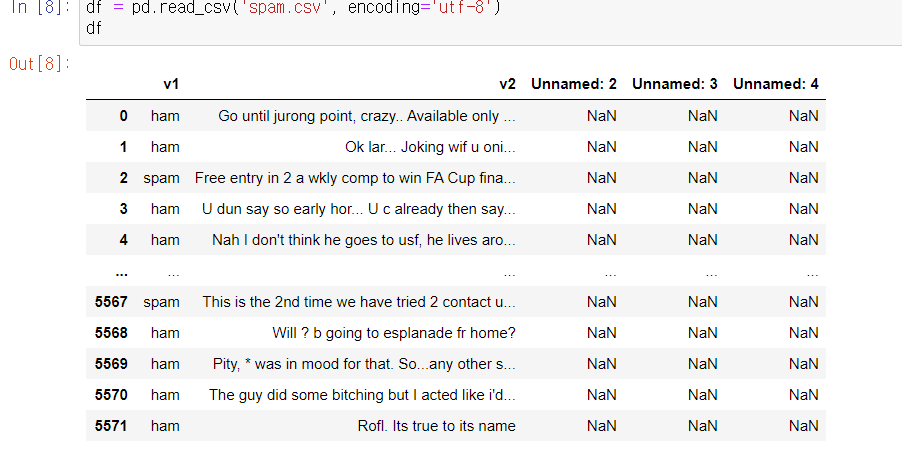 In [8]: df = pd.read_csv('spam.csv', encoding='utf-8')
df
Out[8]:
v1 v2 Unnamed: 2 Unnamed: 3 Unnamed: 4
0 ham Go until jurong point, crazy.. Available only ... NaN NaN NaN
1 ham Ok lar... Joking wif u oni... NaN NaN NaN
2 spam Free entry in 2 a wkly comp to win FA Cup fina... NaN NaN NaN
3 ham U dun say so early hor... U c already then say... NaN NaN NaN
4 ham Nah I don't think he goes to usf, he lives aro... NaN NaN NaN
... ... ... ... ... ...
5567 spam This is the 2nd time we have tried 2 contact u... NaN NaN NaN
5568 ham Will ? b going to esplanade fr home? NaN NaN NaN
5569 ham Pity, * was in mood for that. So...any other s... NaN NaN NaN
5570 ham The guy did some bitching but I acted like i'd... NaN NaN NaN
5571 ham Rofl. Its true to its name NaN NaN NaN